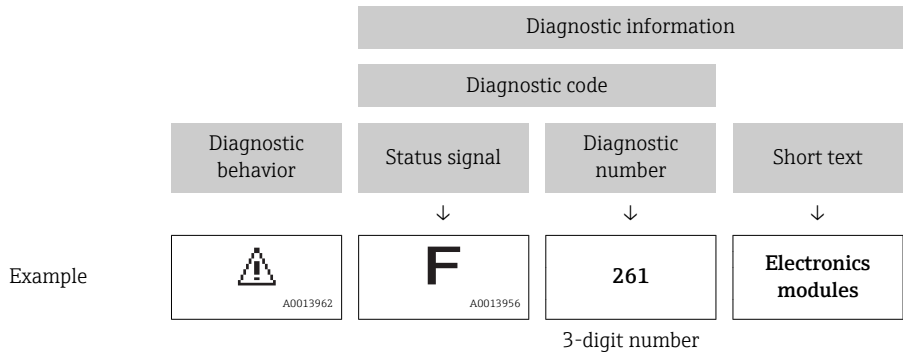 Diagnostic information
Diagnostic code
Diagnostic
behavior
Status signal
Diagnostic
number
Short text
↓ ↓ ↓
Example
A0013962
F
A0013956
261
Electronics
modules
3-digit number